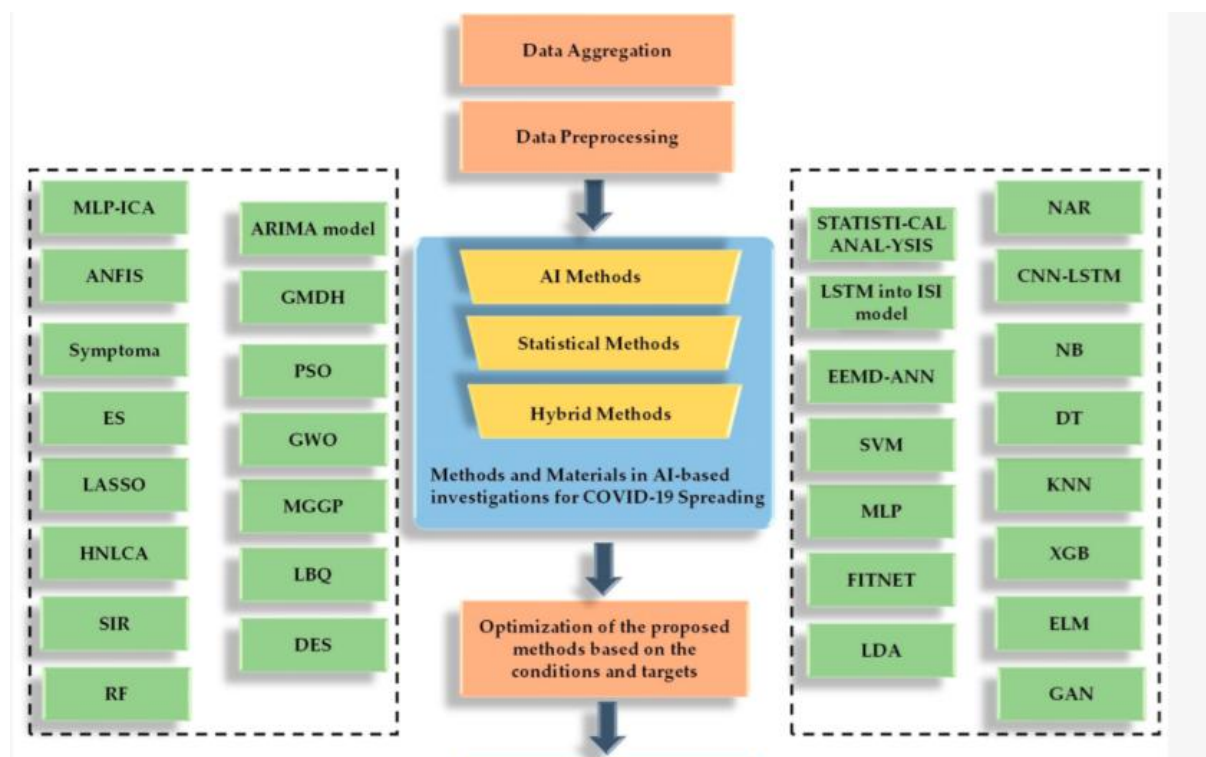 Data Aggregation
Data Preprocessing
MLP-ICA
ANFIS
Symptoma
ES
LASSO
HNLCA
SIR
RF
ARIMA model
GMDH
PSO
GWO
MGGP
LBQ
DES
AI Methods
Statistical Methods
Hybrid Methods
Methods and Materials in AI-based
investigations for COVID-19 Spreading
Optimization of the proposed
methods based on the
conditions and targets
STATISTI-CAL
ANAL-YSIS
LSTM into ISI
model
EEMD-ANN
SVM
MLP
FITNET
LDA
NAR
CNN-LSTM
NB
DT
KNN
XGB
ELM
GAN